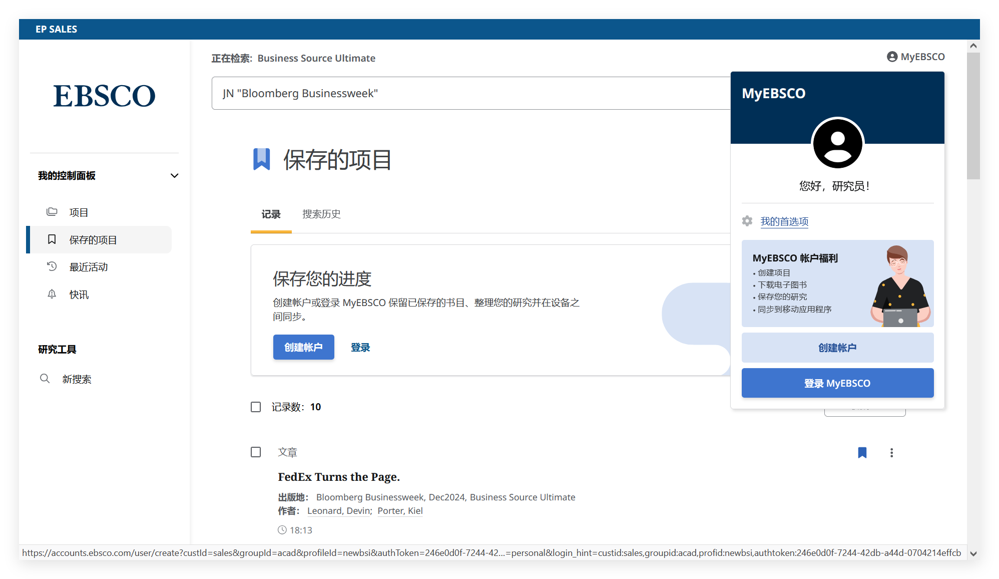 EP SALES
EBSCO
我的控制面板
项目
保存的项目
最近活动
快讯
研究工具
新搜索
正在检索: Business Source Ultimate
MyEBSCO
JN "Bloomberg Businessweek"
保存的项目
记录
搜索历史
保存您的进度
创建帐户或登录 MyEBSCO 保留已保存的书目、整理您的研究并在设备之
间同步。
创建帐户
登录
记录数：10
文章
FedEx Turns the Page.
出版地： Bloomberg Businessweek, Dec2024, Business Source Ultimate
作者： Leonard, Devin; Porter, Kiel
18:13
MyEBSCO
您好，研究员！
我的首选项
MyEBSCO 帐户福利
• 创建项目
• 下载电子图书
• 保存您的研究
• 同步到移动应用程序
创建帐户
登录 MyEBSCO
https://accounts.ebsco.com/user/create?custId=sales&groupId=acad&profileId=newbsi&authToken=246e0d0f-7244-42...=personal&login_hint=custid:sales,groupid:acad,profid:newbsi,authtoken:246e0d0f-7244-42db-a44d-0704214effcb